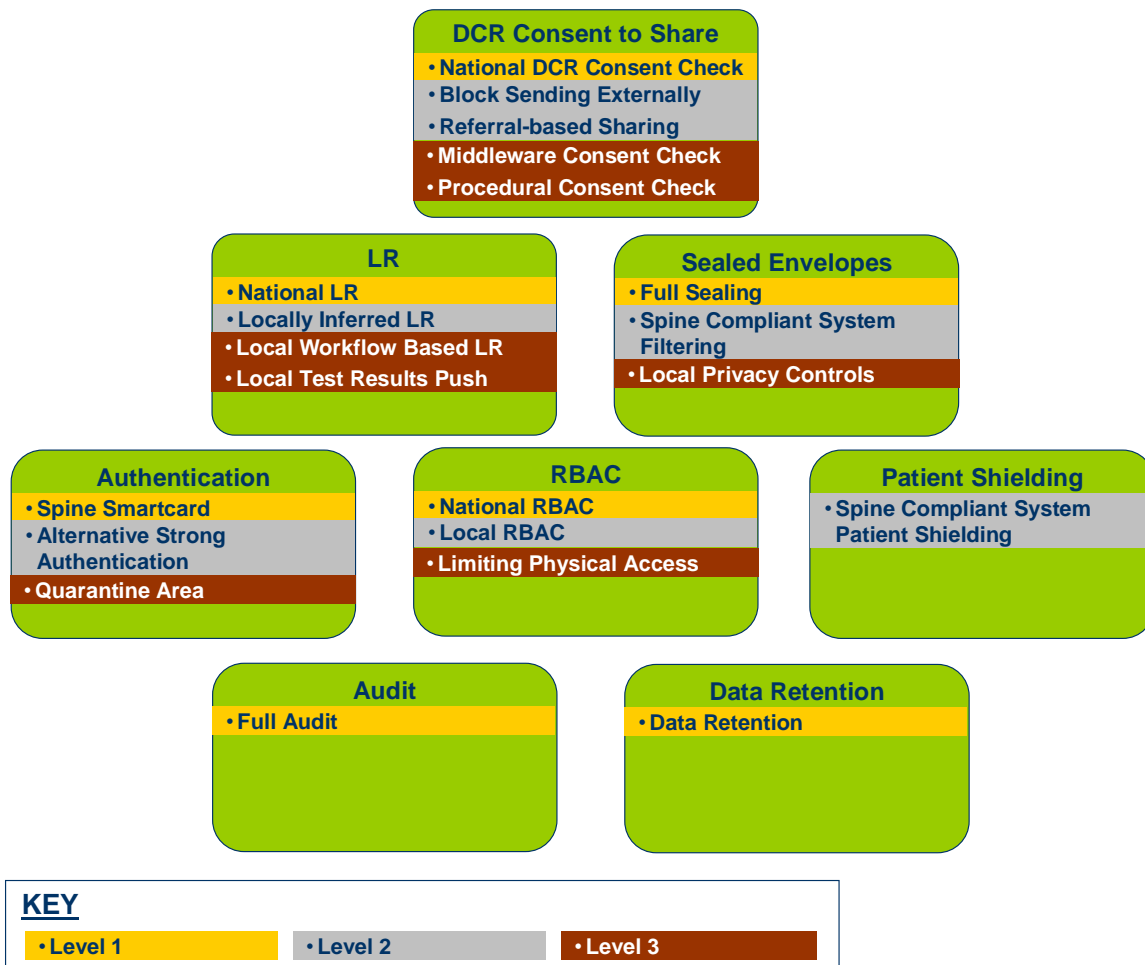 DCR Consent to Share
• National DCR Consent Check
• Block Sending Externally
• Referral-based Sharing
• Middleware Consent Check
• Procedural Consent Check
LR
• National LR
• Locally Inferred LR
• Local Workflow Based LR
• Local Test Results Push
Sealed Envelopes
• Full Sealing
• Spine Compliant System
Filtering
• Local Privacy Controls
Authentication
• Spine Smartcard
• Alternative Strong
Authentication
• Quarantine Area
RBAC
• National RBAC
• Local RBAC
• Limiting Physical Access
Patient Shielding
• Spine Compliant System
Patient Shielding
Audit
• Full Audit
Data Retention
• Data Retention
KEY
• Level 1
• Level 2
• Level 3